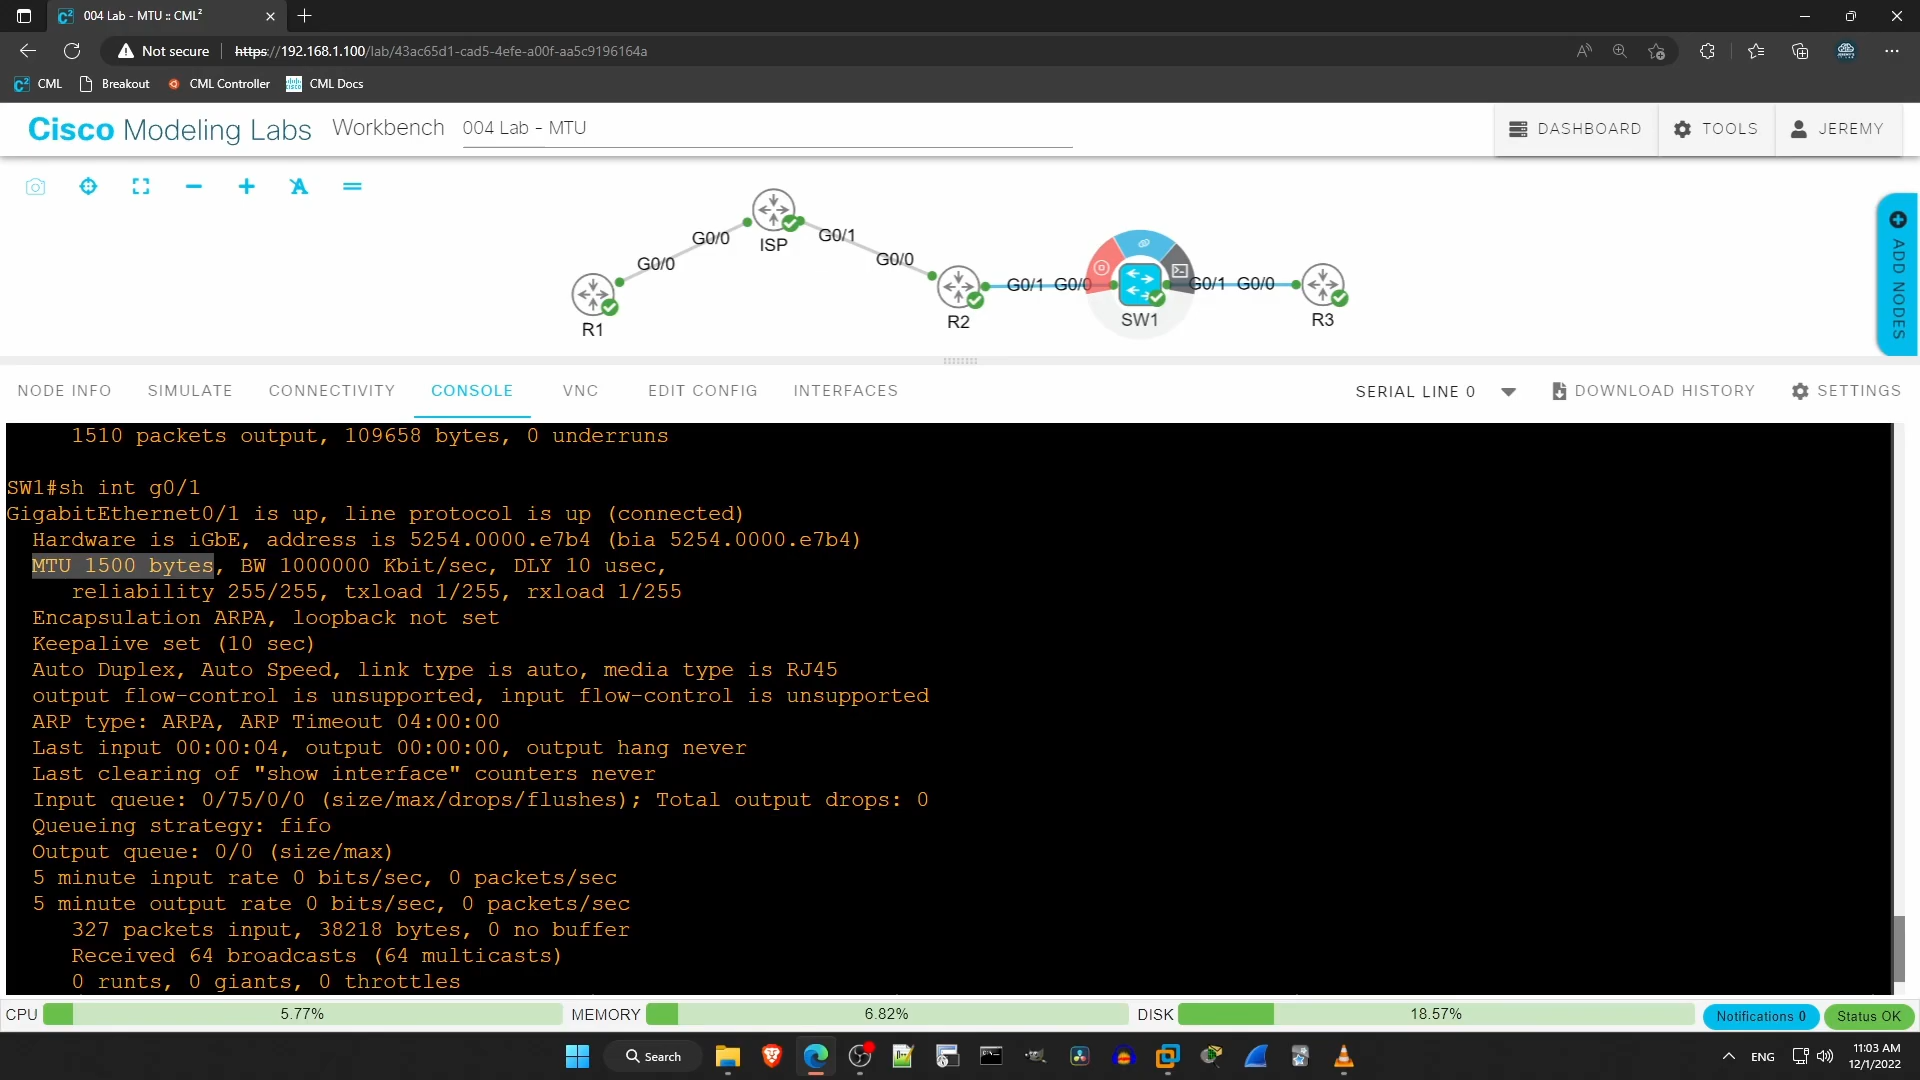 004 Lab - MTU :: CML²
Not secure
https://192.168.1.100/lab/43ac65d1-cad5-4efe-a00f-aa5c9196164a
CML
Breakout
CML Controller
CML Docs
Cisco Modeling Labs
Workbench
004 Lab - MTU
DASHBOARD
TOOLS
JEREMY
ISP
G0/0
G0/1
G0/0
G0/0
R1
R2
G0/1
G0/0
SW1
G0/1
G0/0
R3
ADD NODES
NODE INFO
SIMULATE
CONNECTIVITY
CONSOLE
VNC
EDIT CONFIG
INTERFACES
SERIAL LINE 0
DOWNLOAD HISTORY
SETTINGS
1510 packets output, 109658 bytes, 0 underruns
SW1#sh int g0/1
GigabitEthernet0/1 is up, line protocol is up (connected)
Hardware is iGbE, address is 5254.0000.e7b4 (bia 5254.0000.e7b4)
MTU 1500 bytes, BW 1000000 Kbit/sec, DLY 10 usec,
reliability 255/255, txload 1/255, rxload 1/255
Encapsulation ARPA, loopback not set
Keepalive set (10 sec)
Auto Duplex, Auto Speed, link type is auto, media type is RJ45
output flow-control is unsupported, input flow-control is unsupported
ARP type: ARPA, ARP Timeout 04:00:00
Last input 00:00:04, output 00:00:00, output hang never
Last clearing of "show interface" counters never
Input queue: 0/75/0/0 (size/max/drops/flushes); Total output drops: 0
Queueing strategy: fifo
Output queue: 0/0 (size/max)
5 minute input rate 0 bits/sec, 0 packets/sec
5 minute output rate 0 bits/sec, 0 packets/sec
327 packets input, 38218 bytes, 0 no buffer
Received 64 broadcasts (64 multicasts)
0 runts, 0 giants, 0 throttles
CPU
5.77%
MEMORY
6.82%
DISK
18.57%
Notifications 0
Status OK
Search
ENG
11:03 AM
12/1/2022